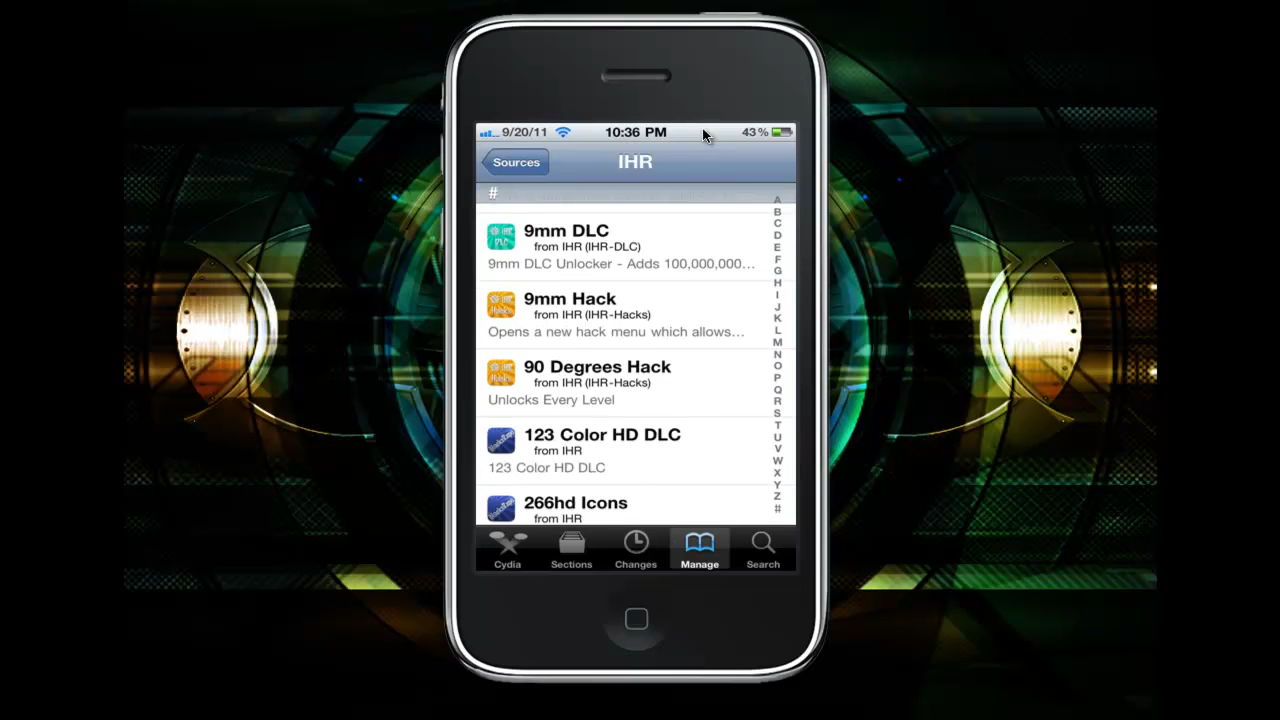 9/20/11 10:36 PM 43%
Sources IHR
#
9mm DLC
from IHR (IHR-DLC)
9mm DLC Unlocker - Adds 100,000,000…
9mm Hack
from IHR (IHR-Hacks)
Opens a new hack menu which allows…
90 Degrees Hack
from IHR (IHR-Hacks)
Unlocks Every Level
123 Color HD DLC
from IHR
123 Color HD DLC
266hd Icons
from IHR
A
B
C
D
E
F
G
H
I
J
K
L
M
N
O
P
Q
R
S
T
U
V
W
X
Y
Z
#
Cydia Sections Changes Manage Search